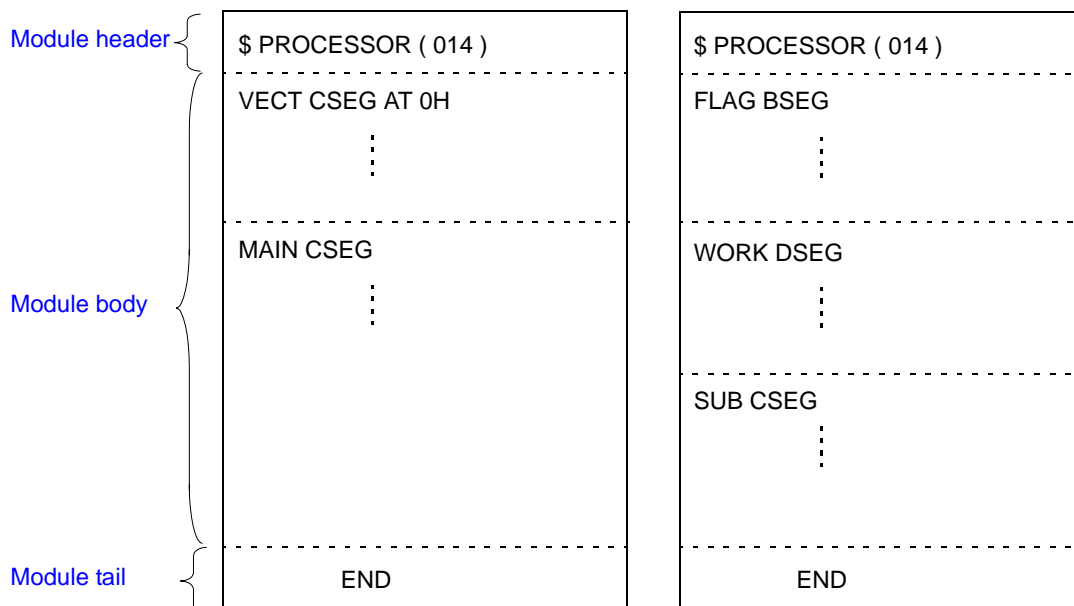 Module header
$ PROCESSOR ( 014 )
VECT CSEG AT 0H
Module body
MAIN CSEG
Module tail
END
$ PROCESSOR ( 014 )
FLAG BSEG
WORK DSEG
SUB CSEG
END